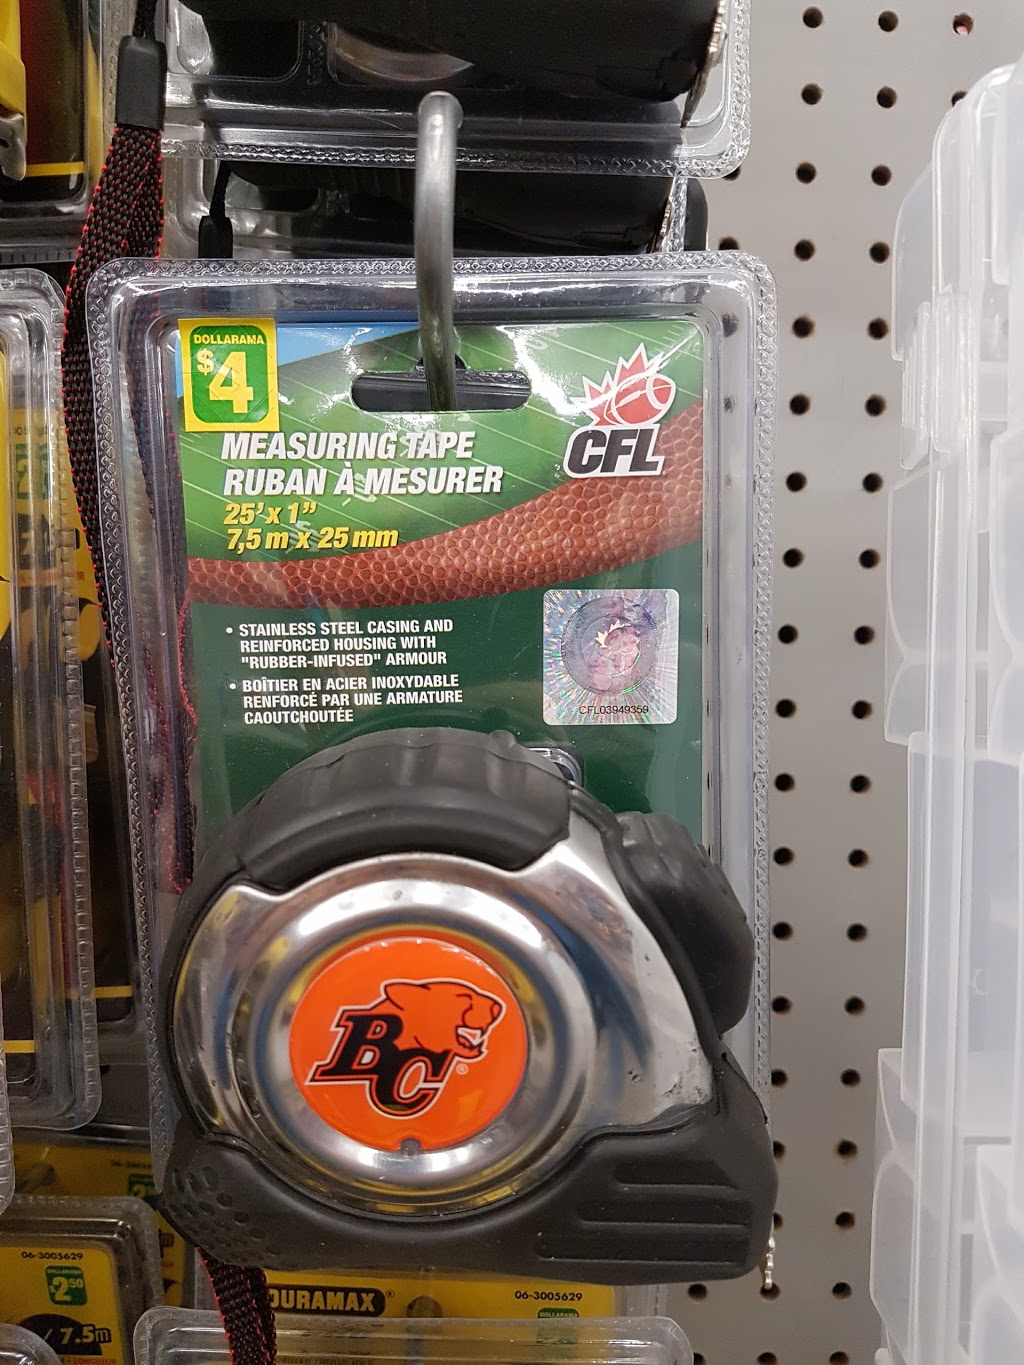 DOLLARAMA
$4
CFL
MEASURING TAPE
RUBAN À MESURER
25' x 1"
7,5 m x 25 mm
• STAINLESS STEEL CASING AND
REINFORCED HOUSING WITH
"RUBBER-INFUSED" ARMOUR
• BOÎTIER EN ACIER INOXYDABLE
RENFORCÉ PAR UNE ARMATURE
CAOUTCHOUTÉE
CFL03949359
BC®
06-3005629
DOLLARAMA
$2.50
/ 7.5m
DURAMAX®
06-3005629
DOLLARAMA